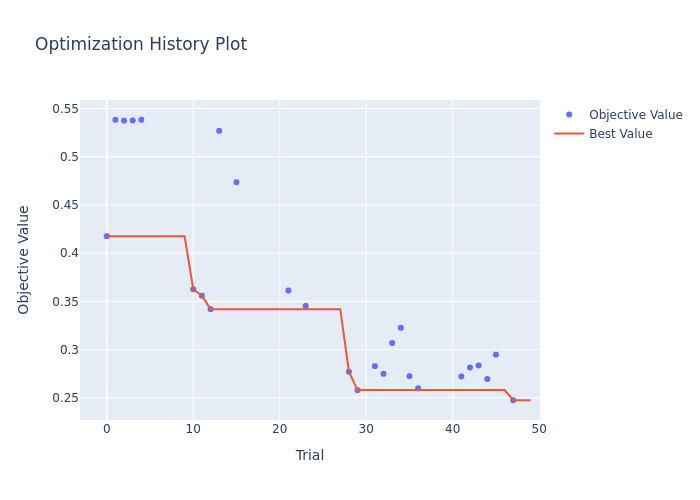 Optimization History Plot
Objective Value
0.55
0.5
0.45
0.4
0.35
0.3
0.25
0
10
20
30
40
50
Trial
Objective Value
Best Value